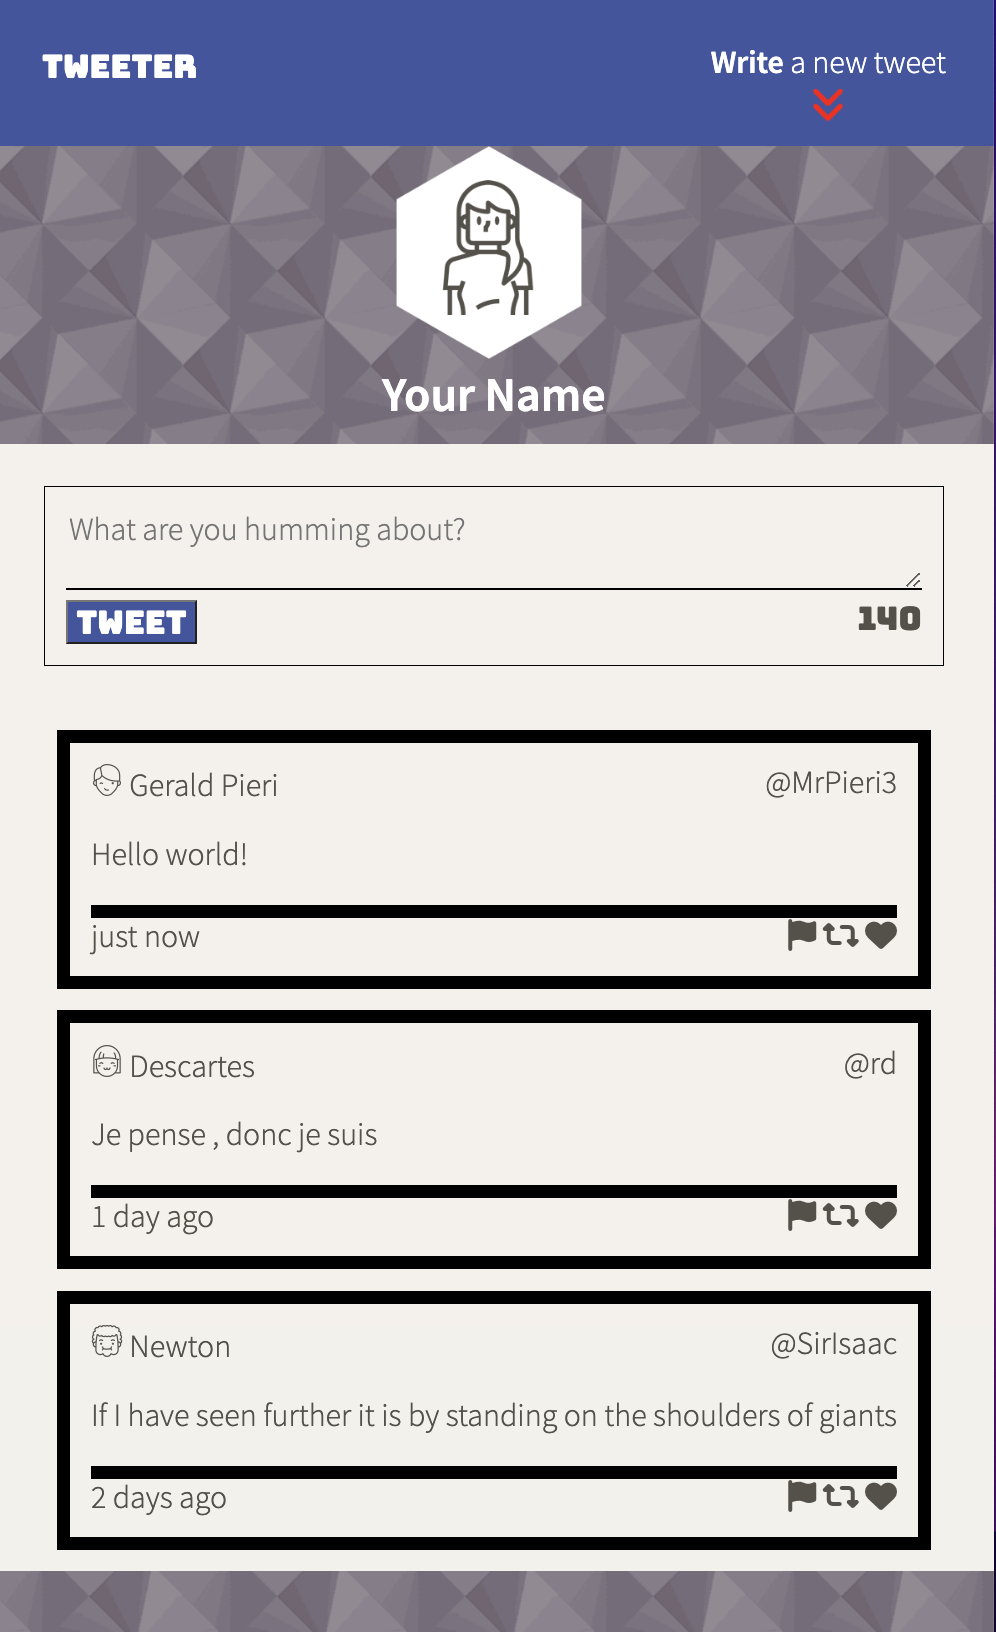 TWEETER
Write a new tweet
Your Name
What are you humming about?
TWEET
140
Gerald Pieri
@MrPieri3
Hello world!
just now
Descartes
@rd
Je pense , donc je suis
1 day ago
Newton
@SirIsaac
If I have seen further it is by standing on the shoulders of giants
2 days ago